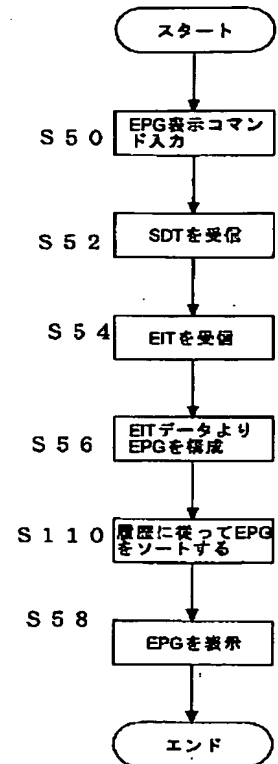 スタート
S50
EPG表示コマン
ド入力
S52
SDTを受信
S54
EITを受信
S56
EITデータより
EPGを構成
S110
履歴に従ってEPG
をソートする
S58
EPGを表示
エンド